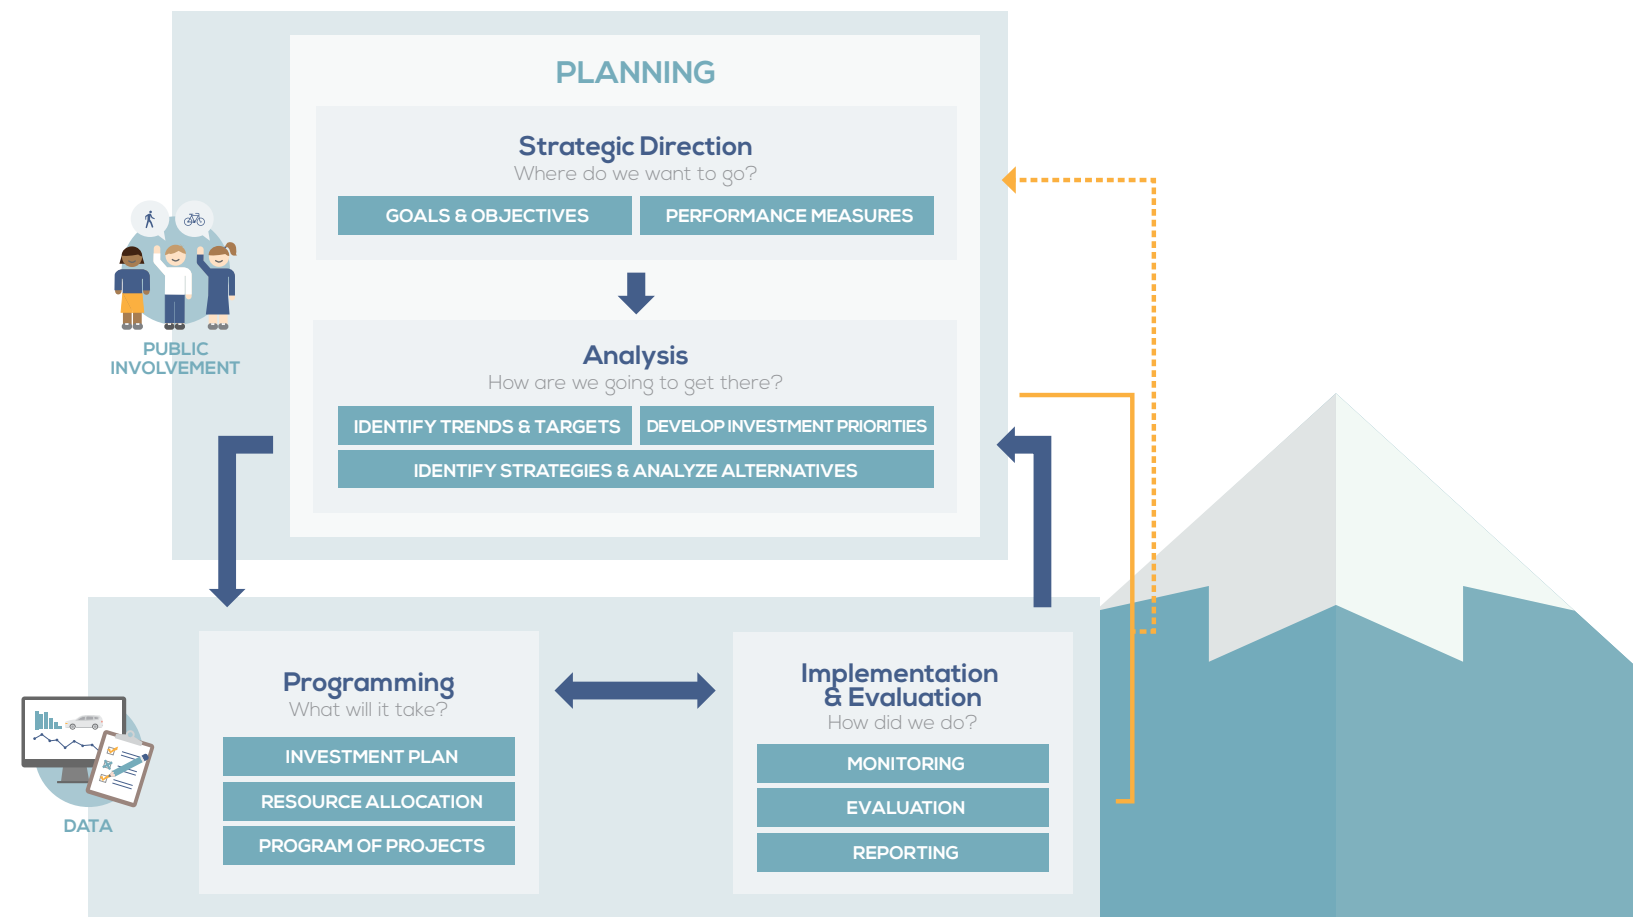 PLANNING
Strategic Direction
Where do we want to go?
GOALS & OBJECTIVES
PERFORMANCE MEASURES
PUBLIC
INVOLVEMENT
Analysis
How are we going to get there?
IDENTIFY TRENDS & TARGETS
DEVELOP INVESTMENT PRIORITIES
IDENTIFY STRATEGIES & ANALYZE ALTERNATIVES
Programming
What will it take?
INVESTMENT PLAN
RESOURCE ALLOCATION
PROGRAM OF PROJECTS
Implementation
& Evaluation
How did we do?
MONITORING
EVALUATION
REPORTING
DATA